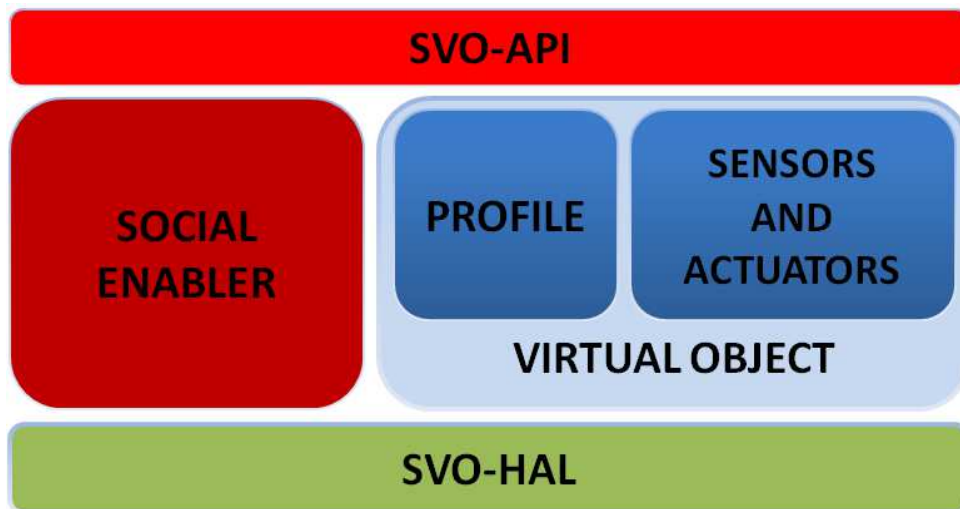 SVO-API
SOCIAL
ENABLER
PROFILE
SENSORS
AND
ACTUATORS
VIRTUAL OBJECT
SVO-HAL